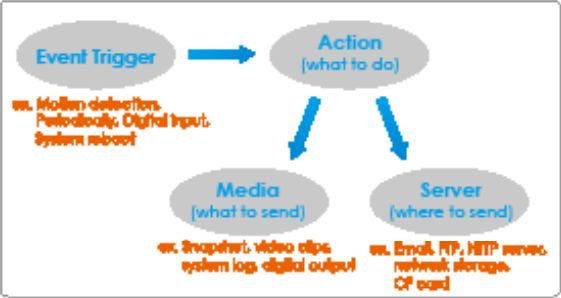 Event Trigger
Action
(what to do)
ex. Motion detection,
Periodically, Digital Input,
System reboot
Media
(what to send)
Server
(where to send)
ex. Snapshot, video clips,
system log, digital output
ex. Email, FTP, HTTP server,
network storage,
CF card